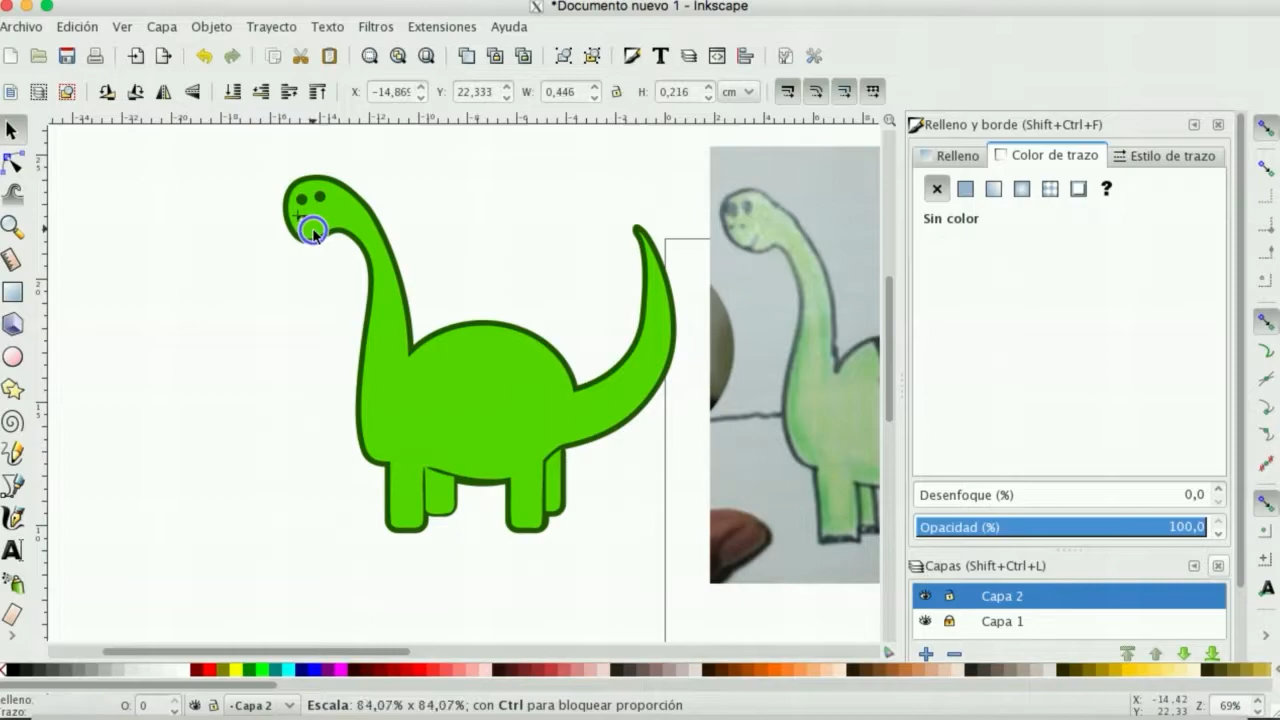 *Documento nuevo 1 - Inkscape
Archivo Edición Ver Capa Objeto Trayecto Texto Filtros Extensiones Ayuda
X: -14,869 Y: 22,333 W: 0,446 H: 0,216 cm
Relleno y borde (Shift+Ctrl+F)
Relleno Color de trazo Estilo de trazo
Sin color
Desenfoque (%) 0,0
Opacidad (%) 100,0
Capas (Shift+Ctrl+L)
Capa 2
Capa 1
elleno: O: 0 ·Capa 2 Escala: 84,07% x 84,07%; con Ctrl para bloquear proporción X: -14,42 Z: 69%
razo: Y: 22,33